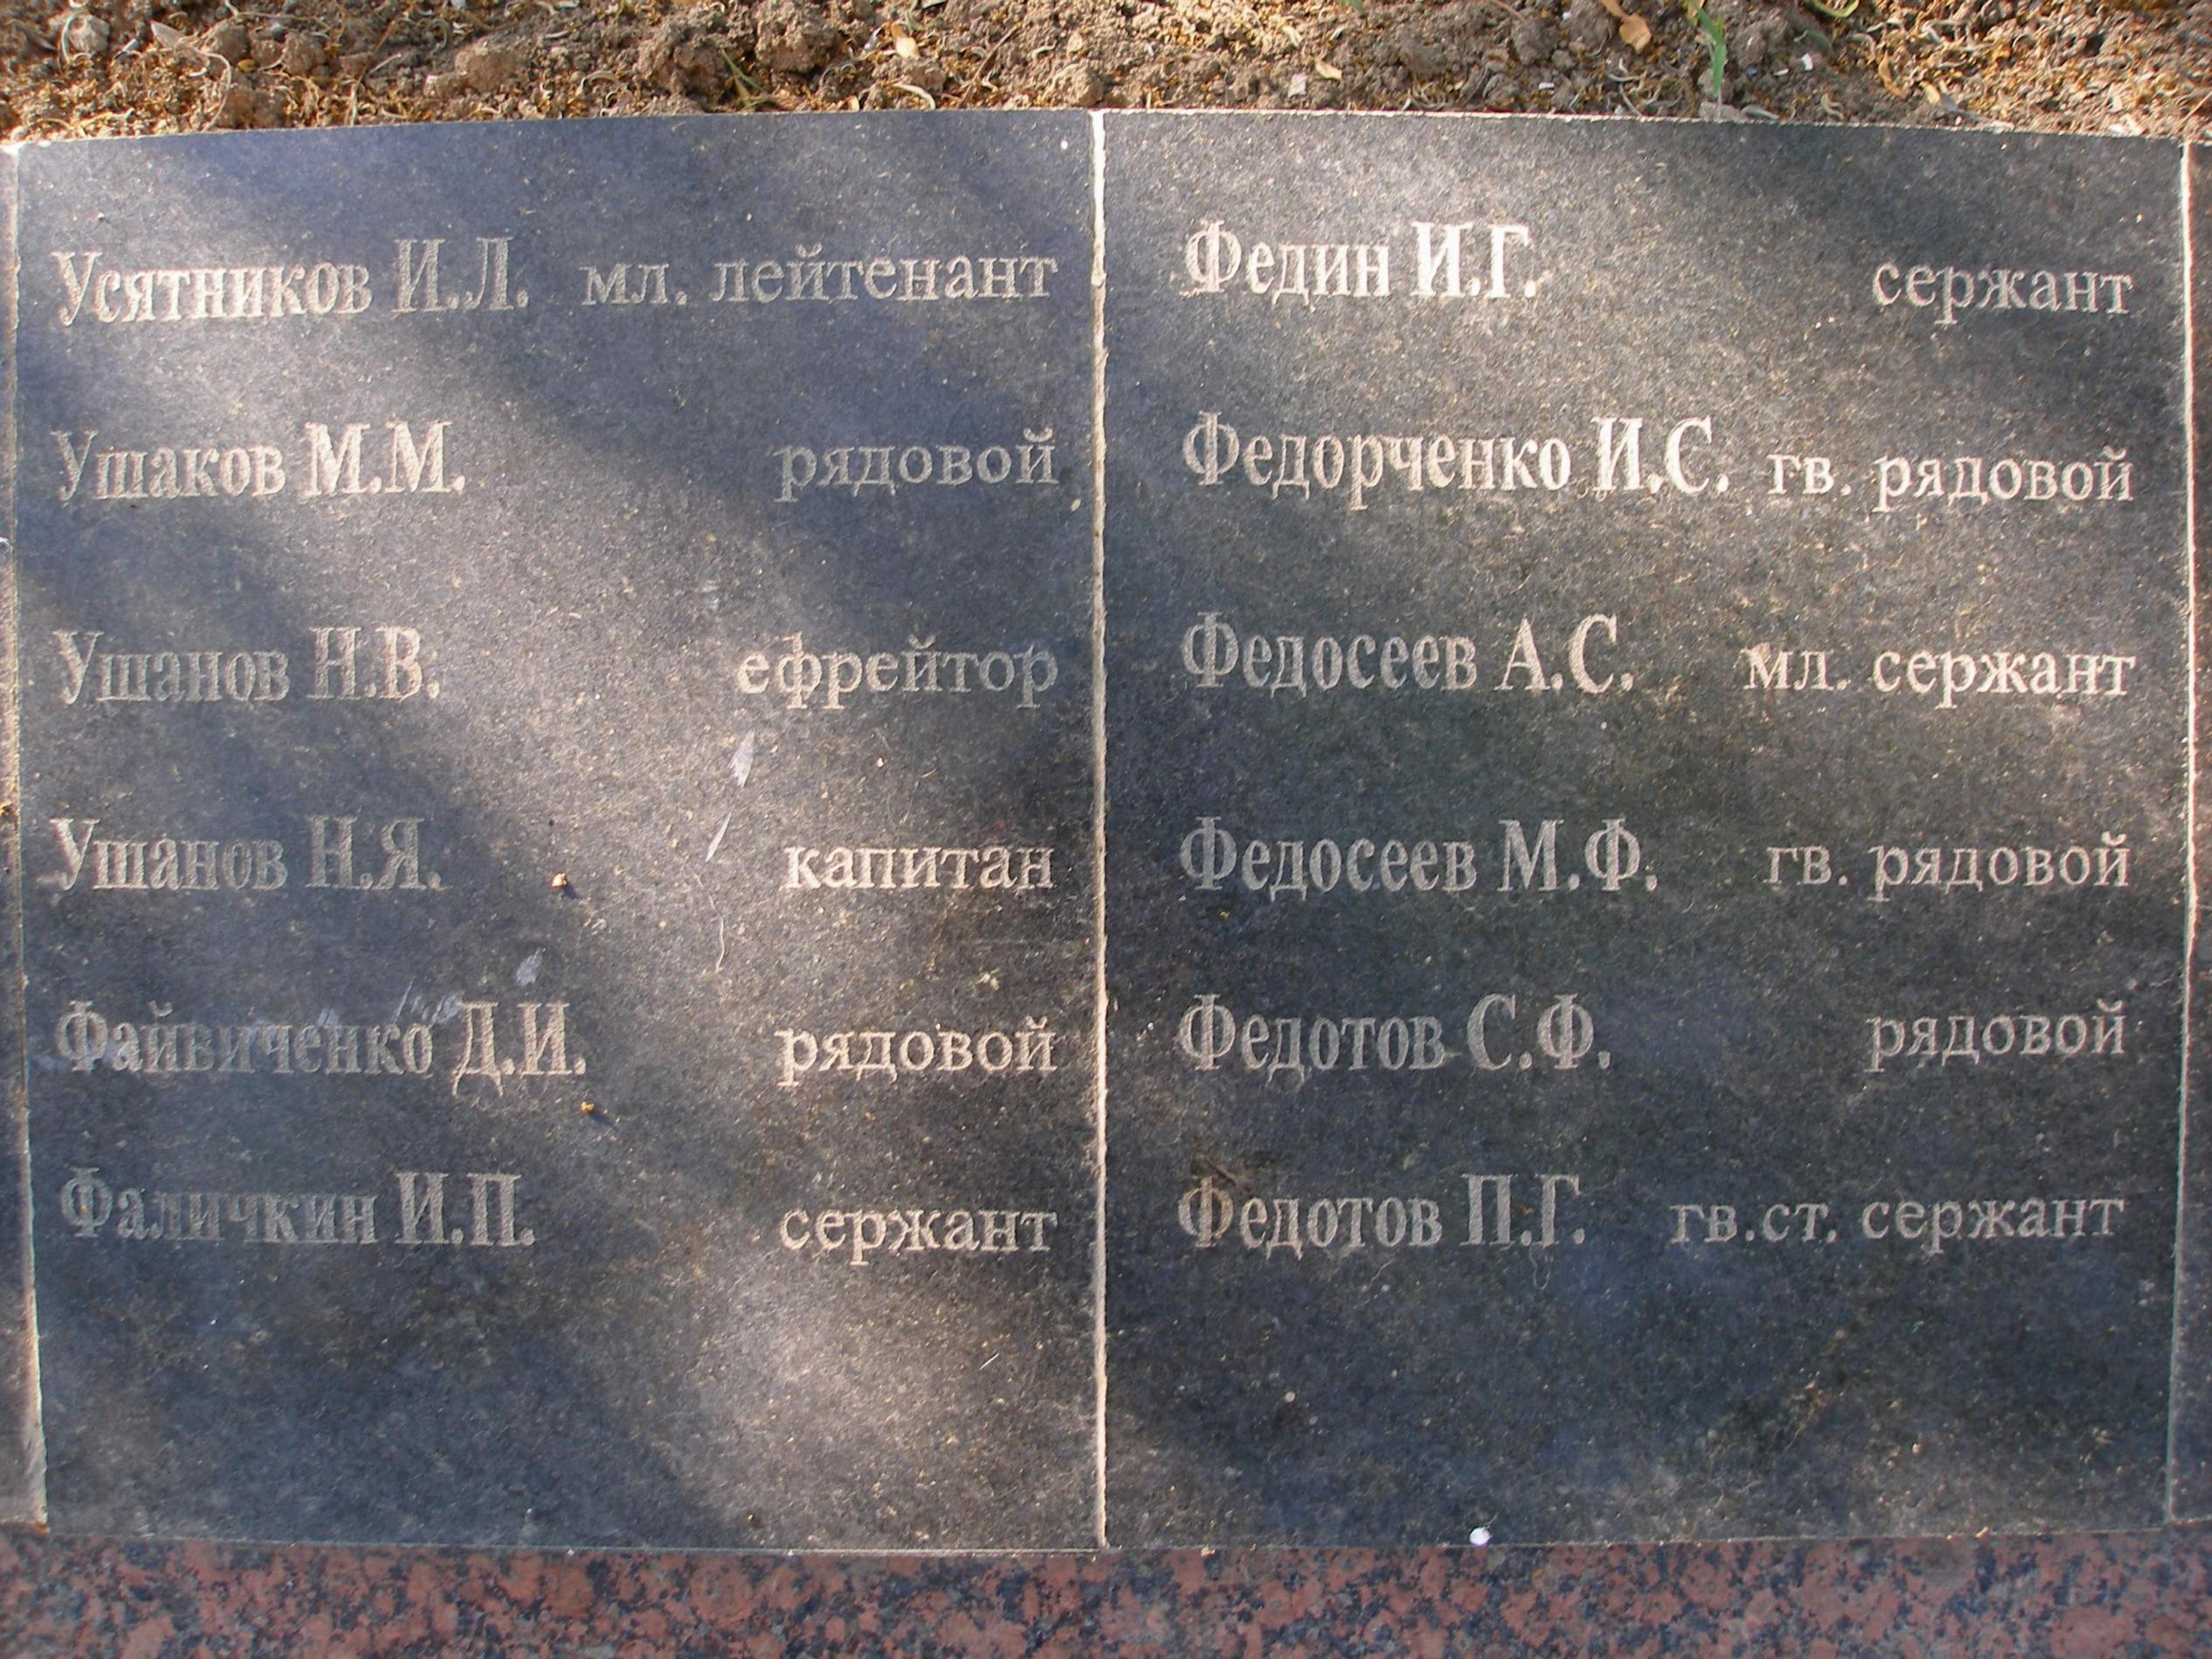 Усятников И.Л. мл. лейтенант
Ушаков М.М. рядовой
Ушанов Н.В. ефрейтор
Ушанов Н.Я. капитан
Файвиченко Д.И. рядовой
Фаличкин И.П. сержант
Федин И.Г. сержант
Федорченко И.С. гв. рядовой
Федосеев А.С. мл. сержант
Федосеев М.Ф. гв. рядовой
Федотов С.Ф. рядовой
Федотов П.Г. гв.ст. сержант